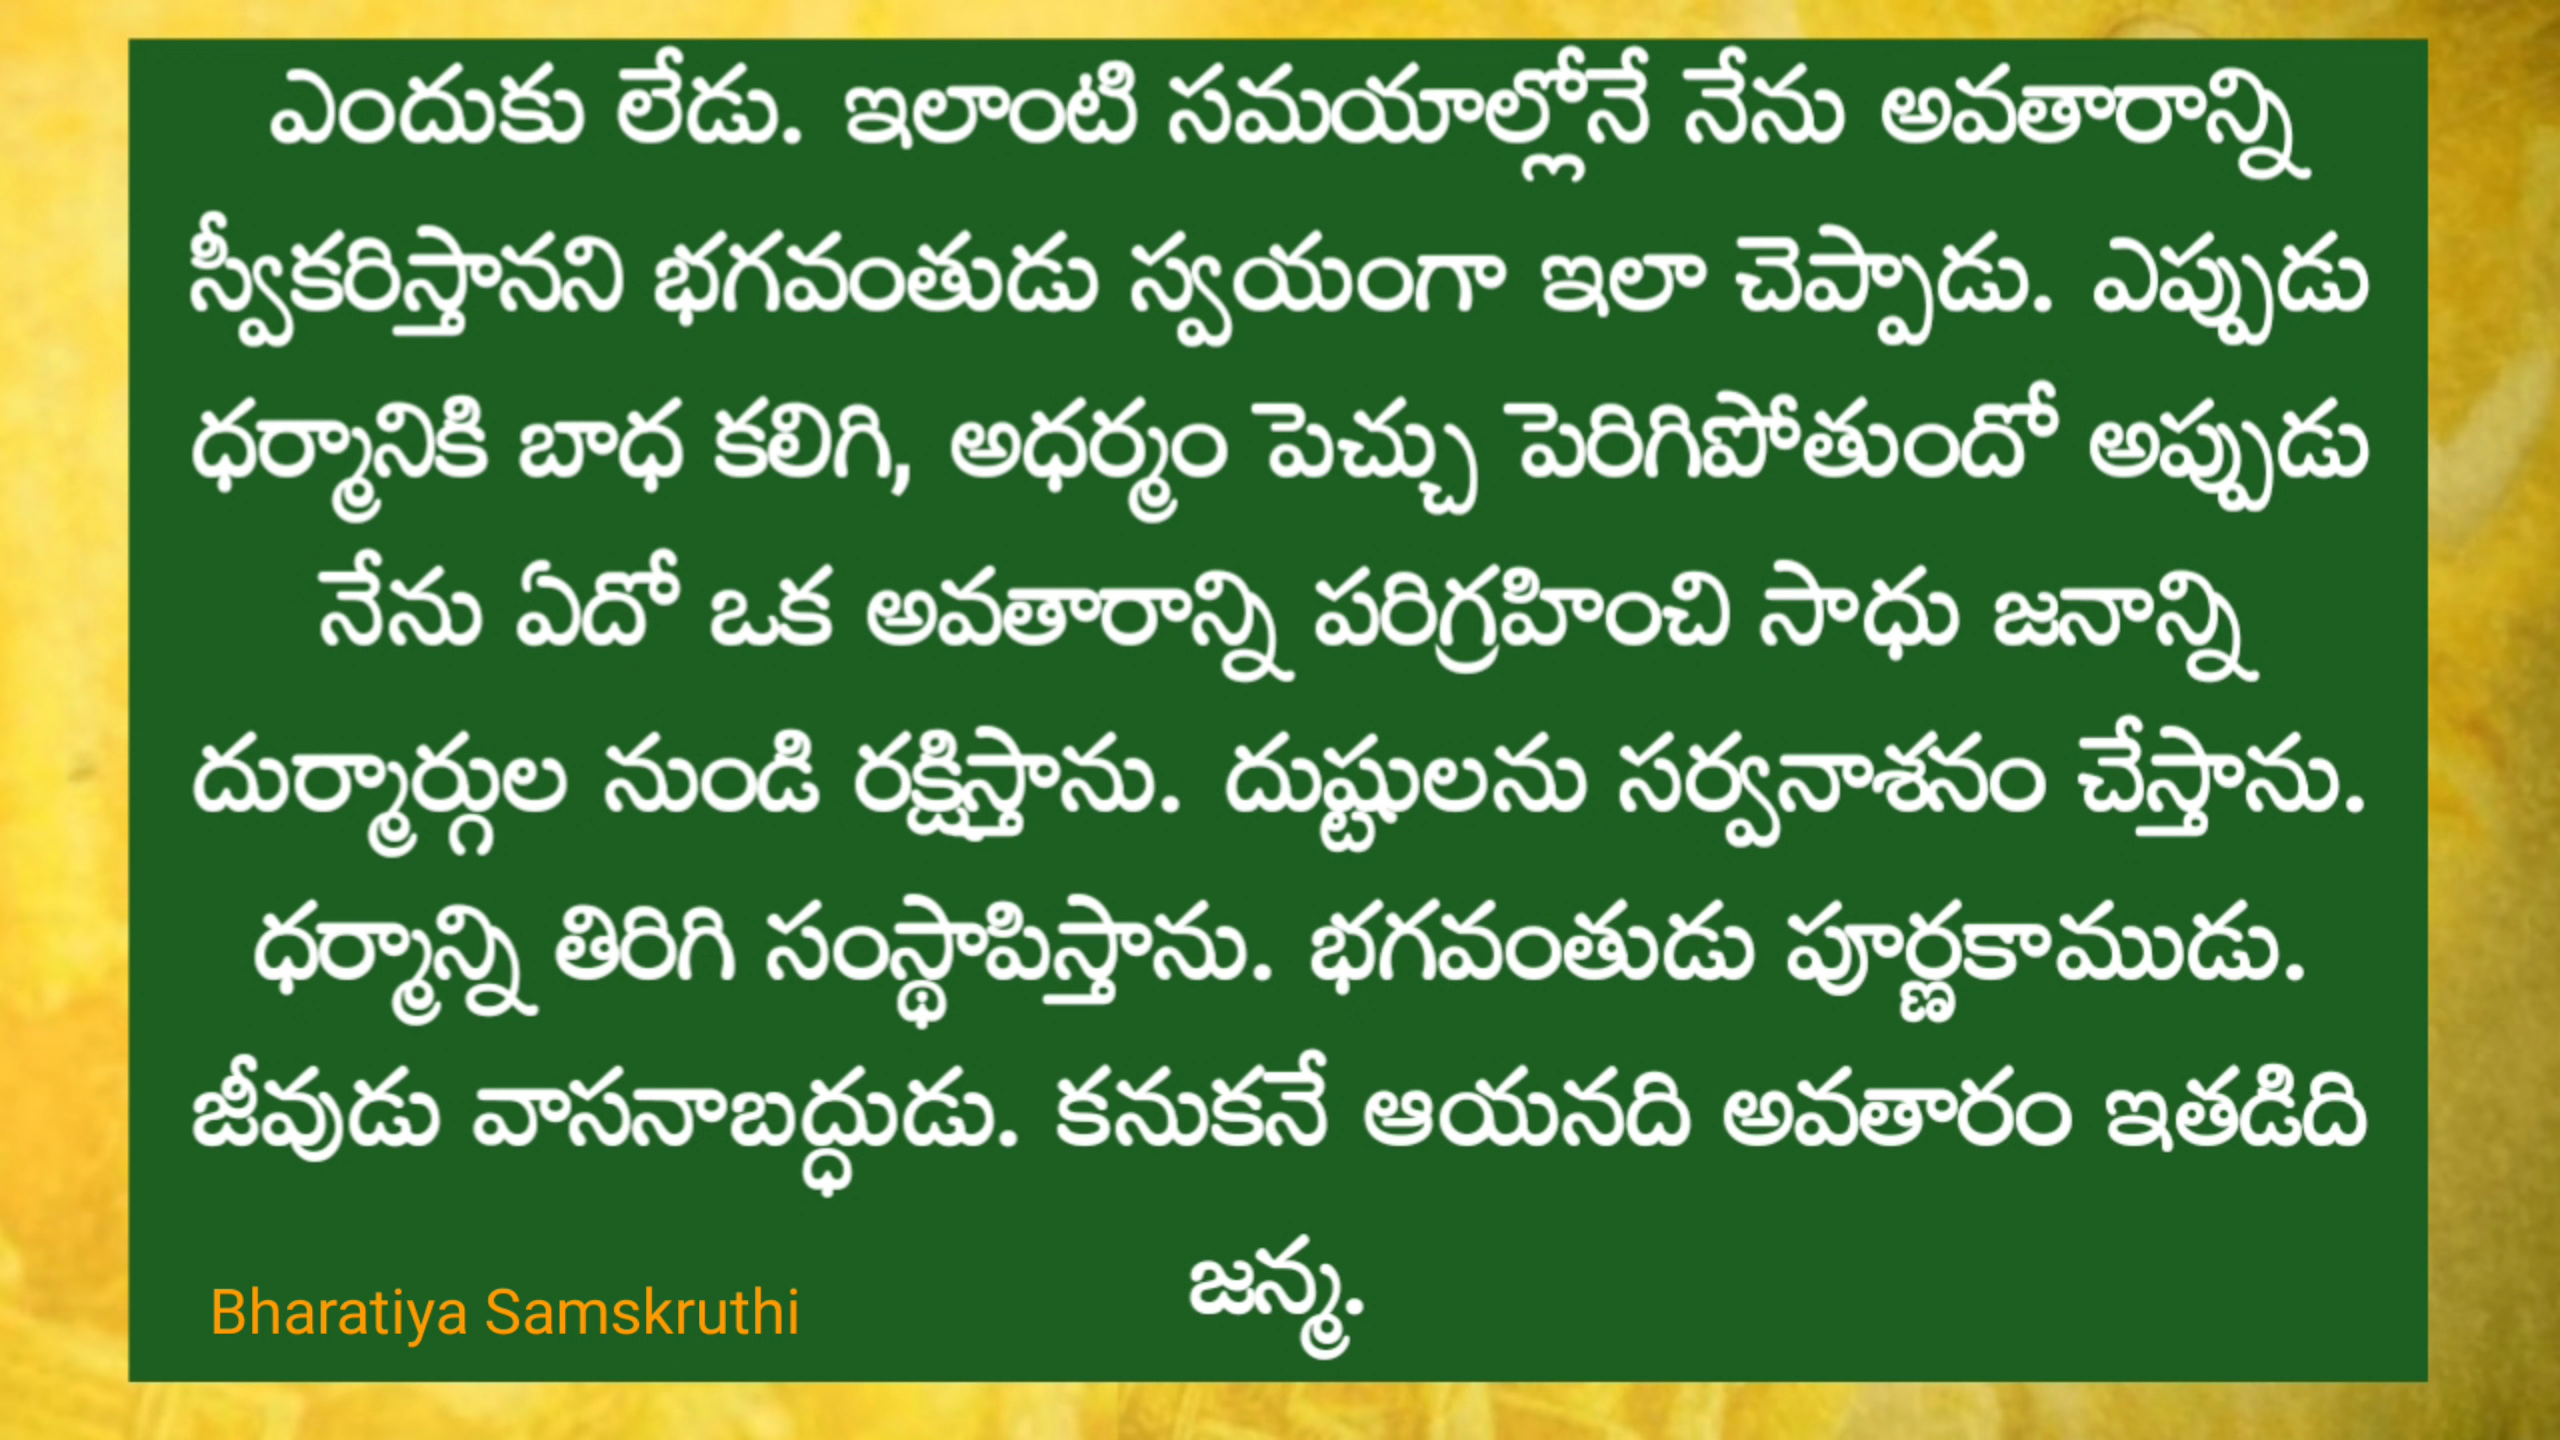 ఎందుకు లేడు. ఇలాంటి సమయాల్లోనే నేను అవతారాన్ని
స్వీకరిస్తానని భగవంతుడు స్వయంగా ఇలా చెప్పాడు. ఎప్పుడు
ధర్మానికి బాధ కలిగి, అధర్మం పెచ్చు పెరిగిపోతుందో అప్పుడు
నేను ఏదో ఒక అవతారాన్ని పరిగ్రహించి సాధు జనాన్ని
దుర్మార్గుల నుండి రక్షిస్తాను. దుష్టులను సర్వనాశనం చేస్తాను.
ధర్మాన్ని తిరిగి సంస్థాపిస్తాను. భగవంతుడు పూర్ణకాముడు.
జీవుడు వాసనాబద్ధుడు. కనుకనే ఆయనది అవతారం ఇతడిది
జన్మ.
Bharatiya Samskruthi